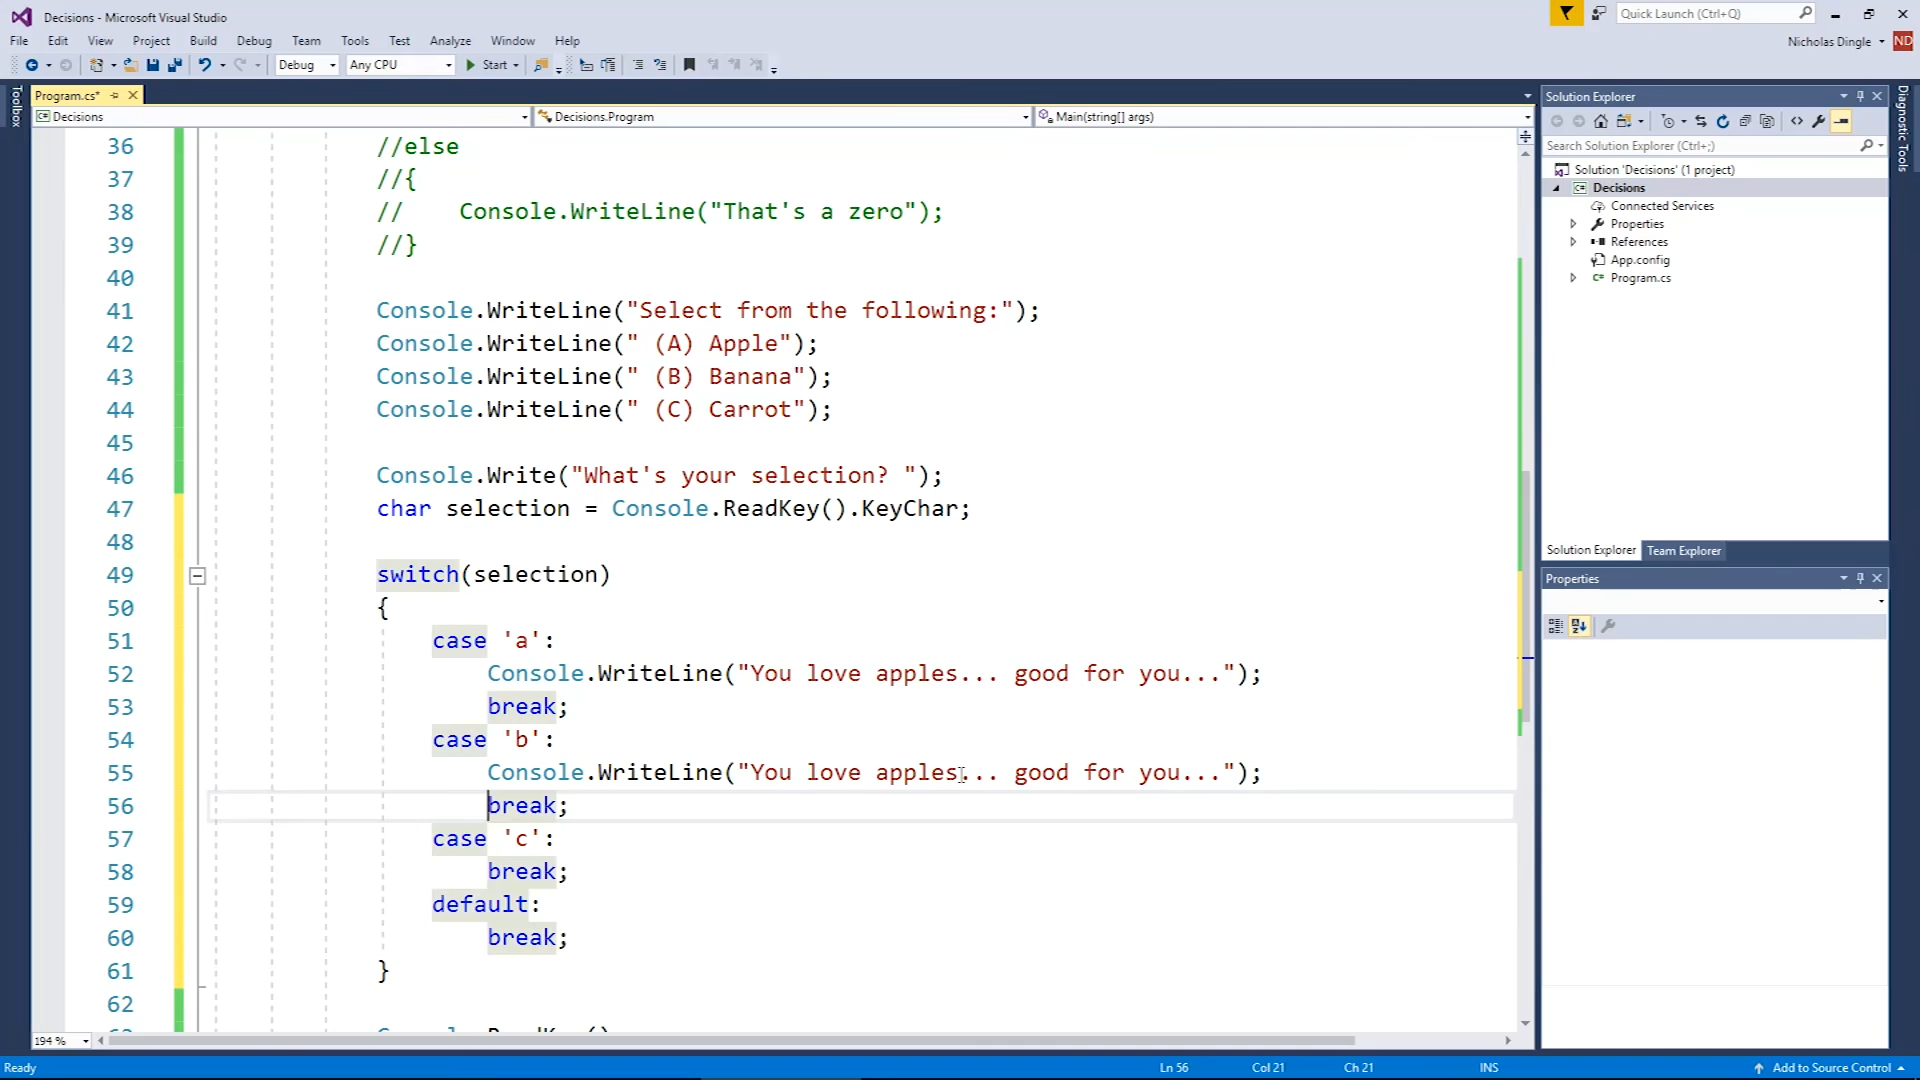 Decisions - Microsoft Visual Studio
Quick Launch (Ctrl+Q)
File Edit View Project Build Debug Team Tools Test Analyze Window Help
Nicholas Dingle ND
Debug Any CPU Start
Toolbox
Program.cs*
Decisions Decisions.Program Main(string[] args)
36 //else
37 //{
38 // Console.WriteLine("That's a zero");
39 //}
40
41 Console.WriteLine("Select from the following:");
42 Console.WriteLine(" (A) Apple");
43 Console.WriteLine(" (B) Banana");
44 Console.WriteLine(" (C) Carrot");
45
46 Console.Write("What's your selection? ");
47 char selection = Console.ReadKey().KeyChar;
48
49 switch(selection)
50 {
51 case 'a':
52 Console.WriteLine("You love apples... good for you...");
53 break;
54 case 'b':
55 Console.WriteLine("You love apples... good for you...");
56 break;
57 case 'c':
58 break;
59 default:
60 break;
61 }
62
194 %
Solution Explorer
Search Solution Explorer (Ctrl+;)
Solution 'Decisions' (1 project)
Decisions
Connected Services
Properties
References
App.config
Program.cs
Solution Explorer Team Explorer
Properties
Diagnostic Tools
Ready Ln 56 Col 21 Ch 21 INS Add to Source Control